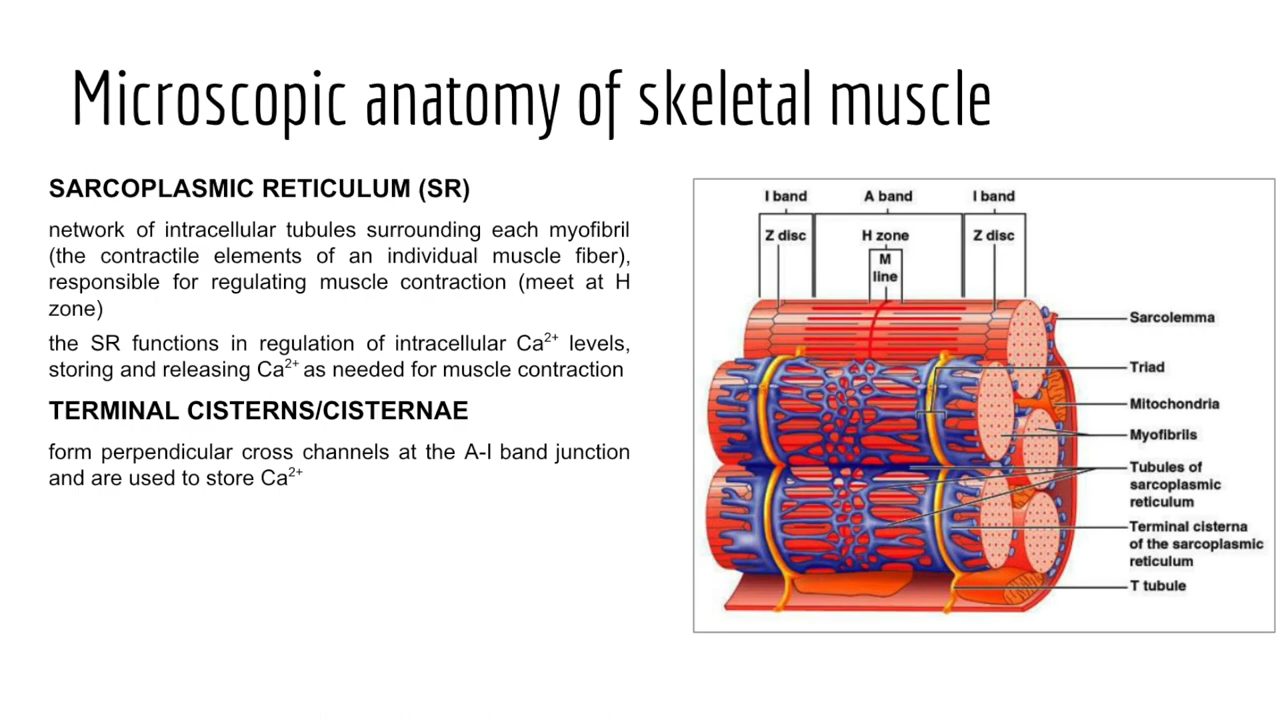 Microscopic anatomy of skeletal muscle
SARCOPLASMIC RETICULUM (SR)
network of intracellular tubules surrounding each myofibril
(the contractile elements of an individual muscle fiber),
responsible for regulating muscle contraction (meet at H
zone)
the SR functions in regulation of intracellular Ca²⁺ levels,
storing and releasing Ca²⁺ as needed for muscle contraction
TERMINAL CISTERNS/CISTERNAE
form perpendicular cross channels at the A-I band junction
and are used to store Ca²⁺
I band
A band
I band
Z disc
H zone
Z disc
M
line
Sarcolemma
Triad
Mitochondria
Myofibrils
Tubules of
sarcoplasmic
reticulum
Terminal cisterna
of the sarcoplasmic
reticulum
T tubule